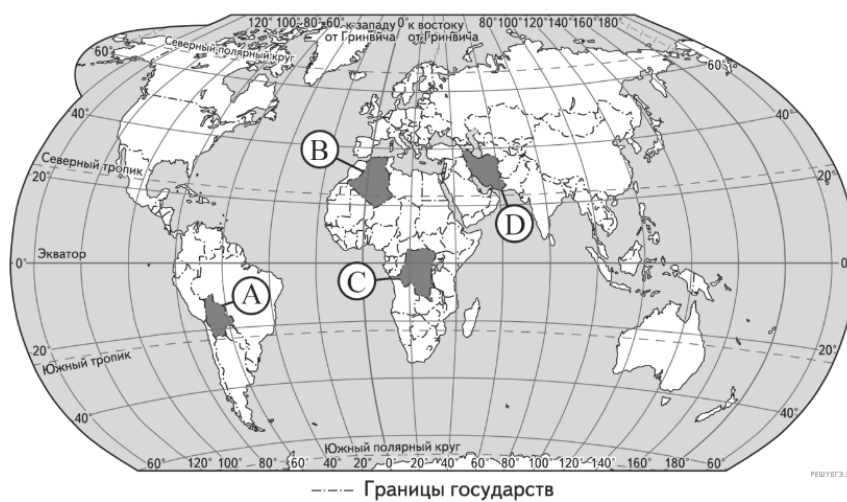 120° 100° 80° 60° к западу 0° к востоку 80° 100° 120° 140° 160° 180°
от Гринвича от Гринвича
Северный полярный круг
60° 60°
40° 40°
Северный тропик
20° 20°
B
D
Экватор
0° 0°
C
A
20° 20°
Южный тропик
40° 40°
Южный полярный круг
60° 120° 100° 80° 60° 40° 20° 0° 20° 40° 60° 80° 100° 120° 140° 180° 60°
Границы государств